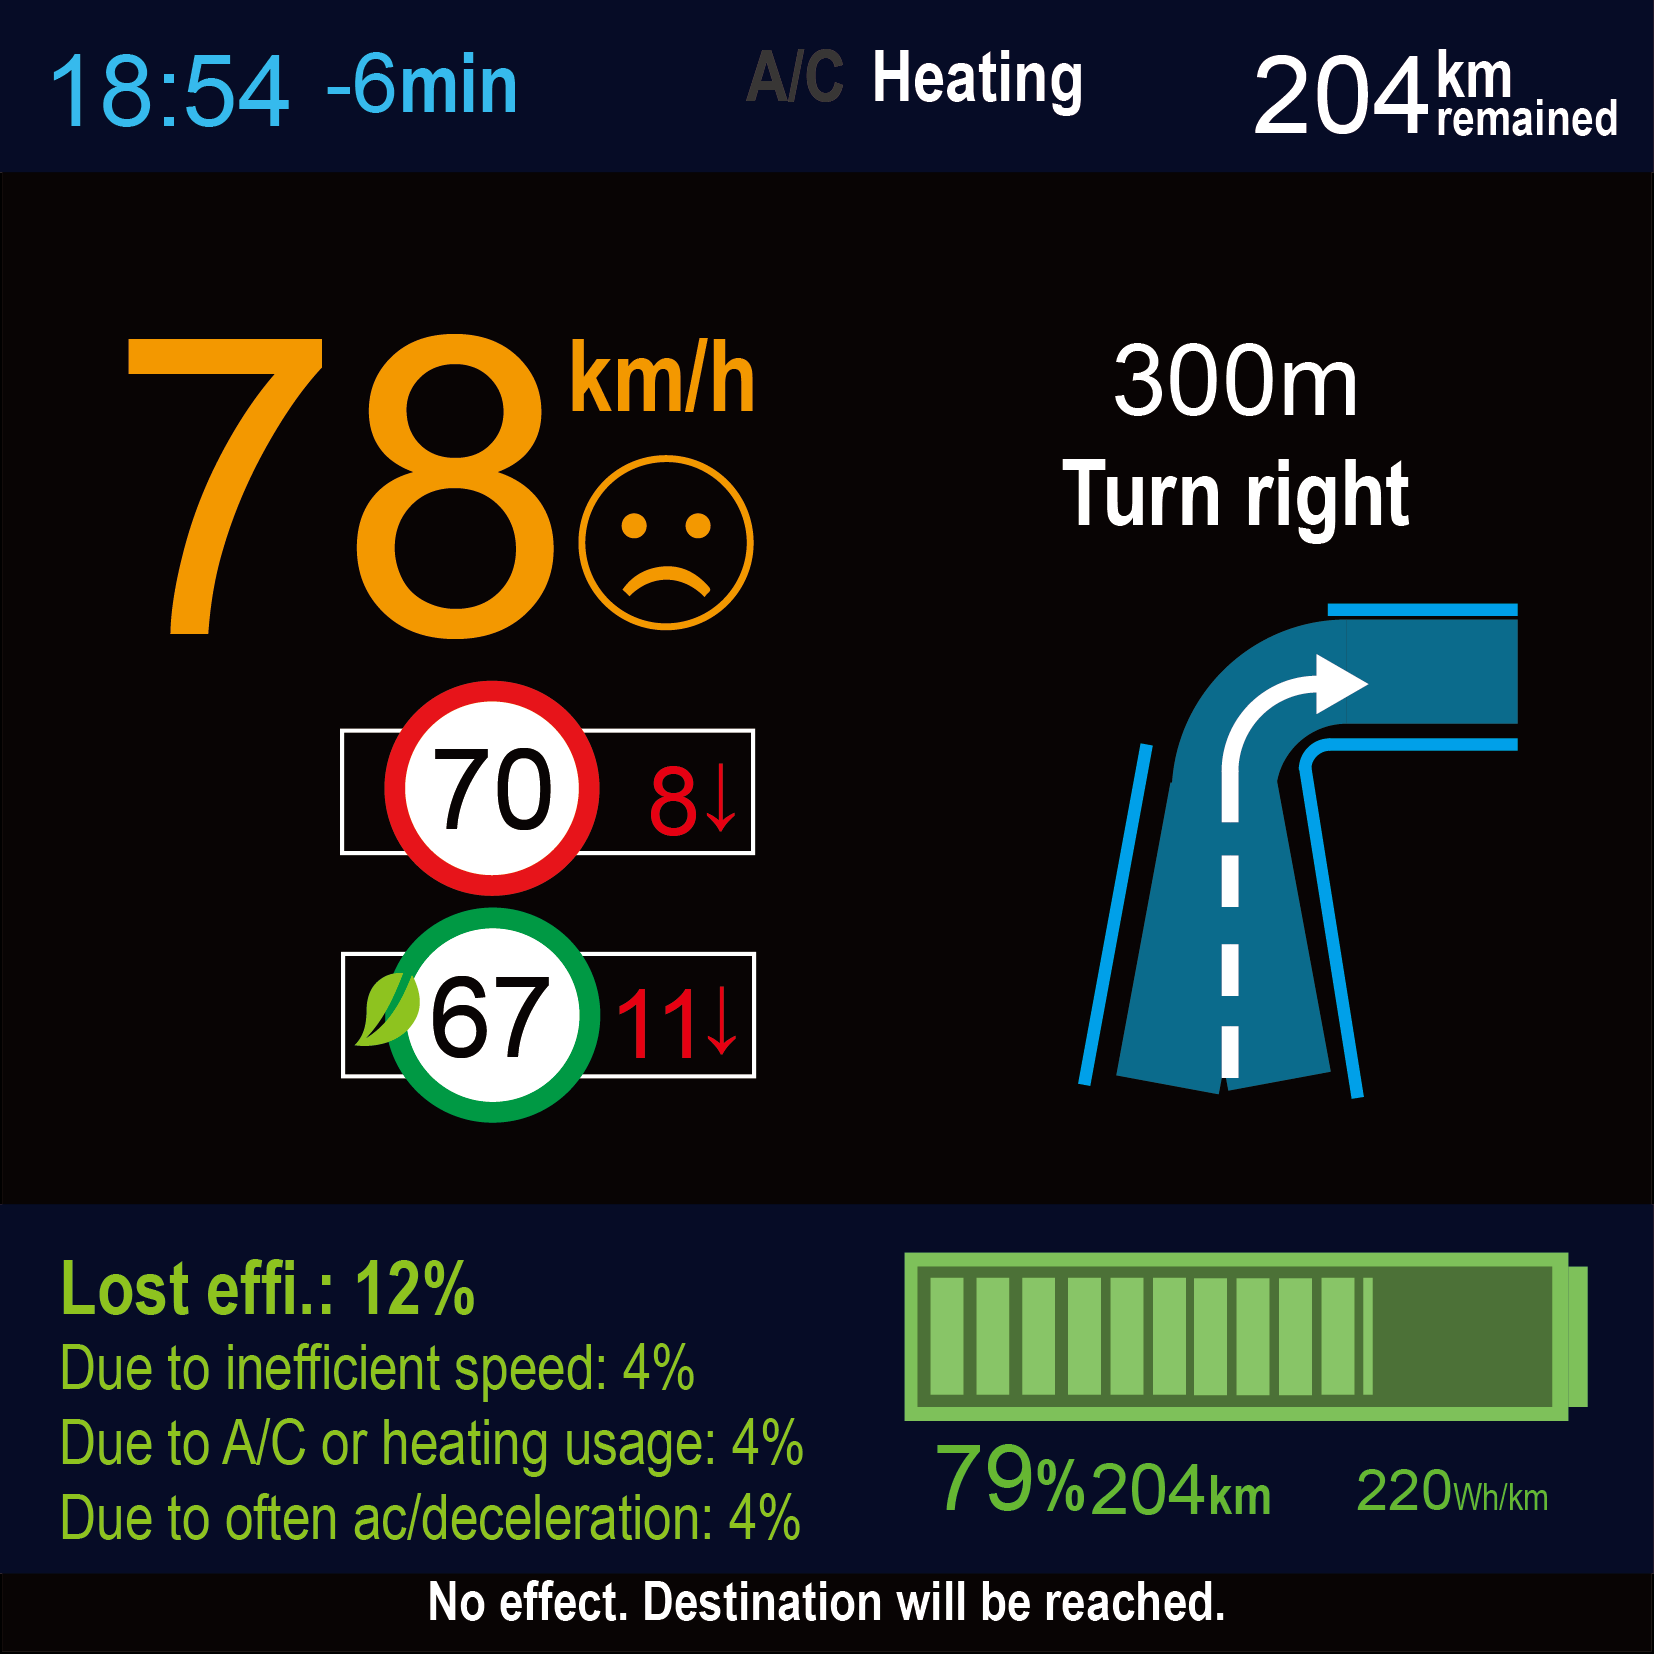 18:54 -6min A/C Heating 204 km remained
78 km/h
300m
Turn right
70 8↓
67 11↓
Lost effi.: 12%
Due to inefficient speed: 4%
Due to A/C or heating usage: 4%
Due to often ac/deceleration: 4%
79% 204km 220Wh/km
No effect. Destination will be reached.